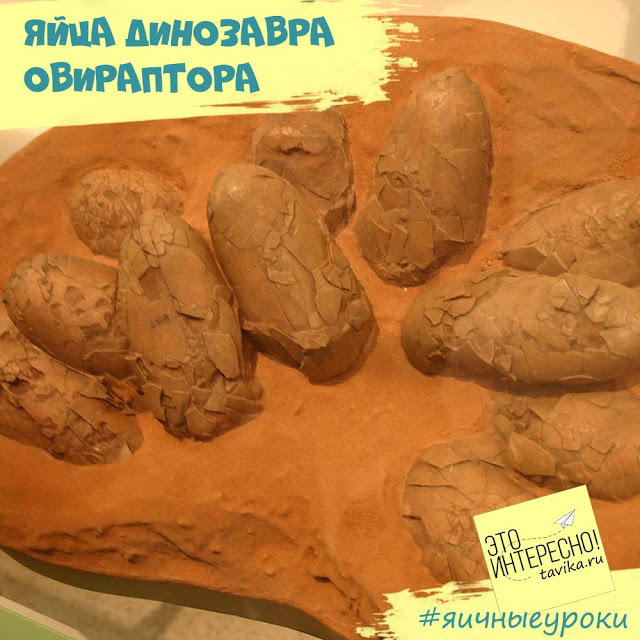 ЯЙЦА ДИНОЗАВРА
ОВИРАПТОРА
ЭТО
ИНТЕРЕСНО!
tavika.ru
#яичныеуроки